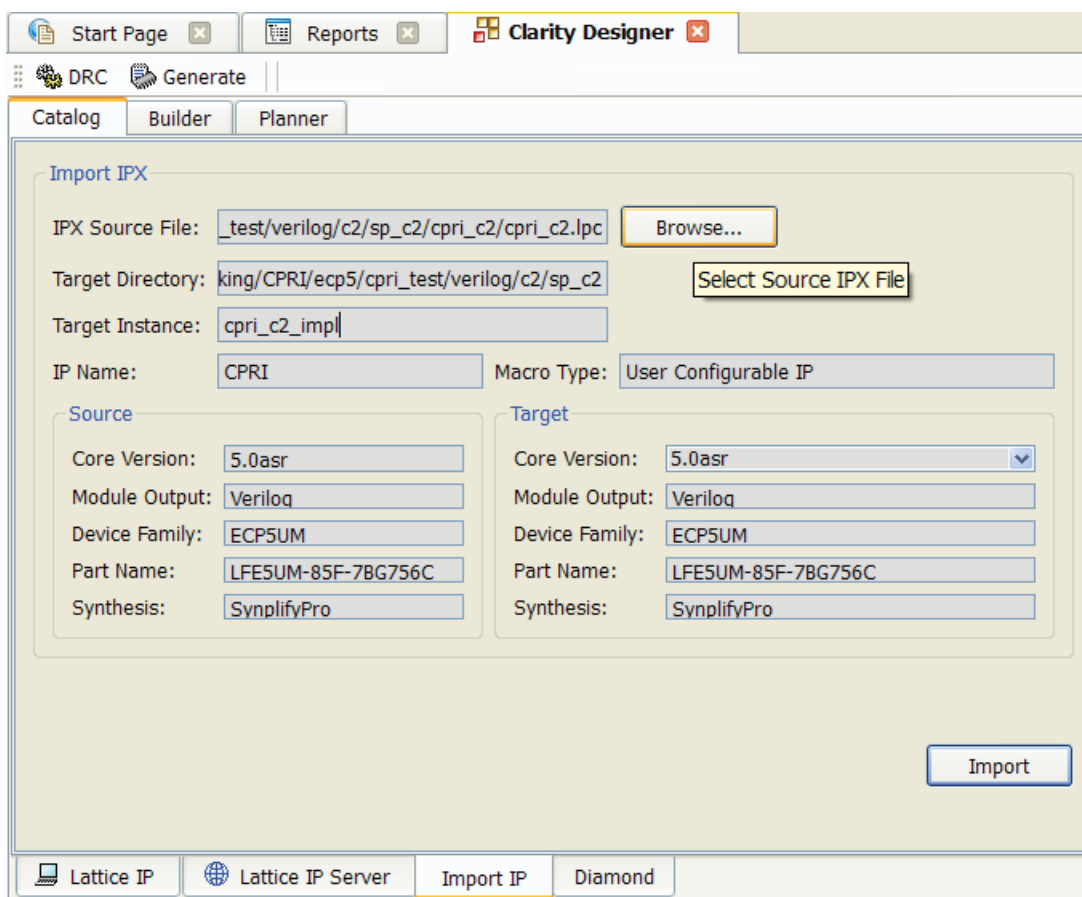 Start Page Reports Clarity Designer
DRC Generate
Catalog Builder Planner
Import IPX
IPX Source File: _test/verilog/c2/sp_c2/cpri_c2/cpri_c2.lpc Browse...
Target Directory: king/CPRI/ecp5/cpri_test/verilog/c2/sp_c2 Select Source IPX File
Target Instance: cpri_c2_impl
IP Name: CPRI Macro Type: User Configurable IP
Source Target
Core Version: 5.0asr Core Version: 5.0asr
Module Output: Verilog Module Output: Verilog
Device Family: ECP5UM Device Family: ECP5UM
Part Name: LFE5UM-85F-7BG756C Part Name: LFE5UM-85F-7BG756C
Synthesis: SynplifyPro Synthesis: SynplifyPro
Import
Lattice IP Lattice IP Server Import IP Diamond